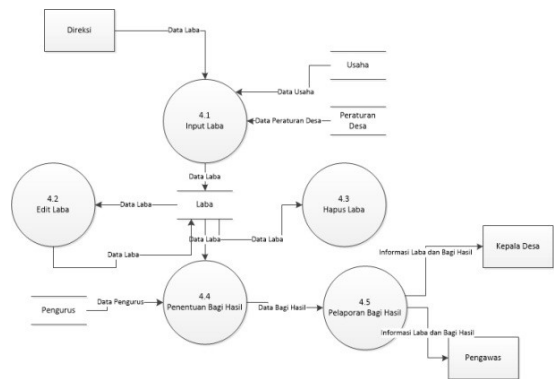 Direksi
Data Laba
Usaha
Data Usaha
4.1
Input Laba
Data Peraturan Desa
Peraturan
Desa
Data Laba
4.2
Edit Laba
Data Laba
Laba
4.3
Hapus Laba
Data Laba
Data Laba
Data Laba
Kepala Desa
Informasi Laba dan Bagi Hasil
4.4
Penentuan Bagi Hasil
4.5
Pelaporan Bagi Hasil
Pengurus
Data Pengurus
Data Bagi Hasil
Informasi Laba dan Bagi Hasil
Pengawas